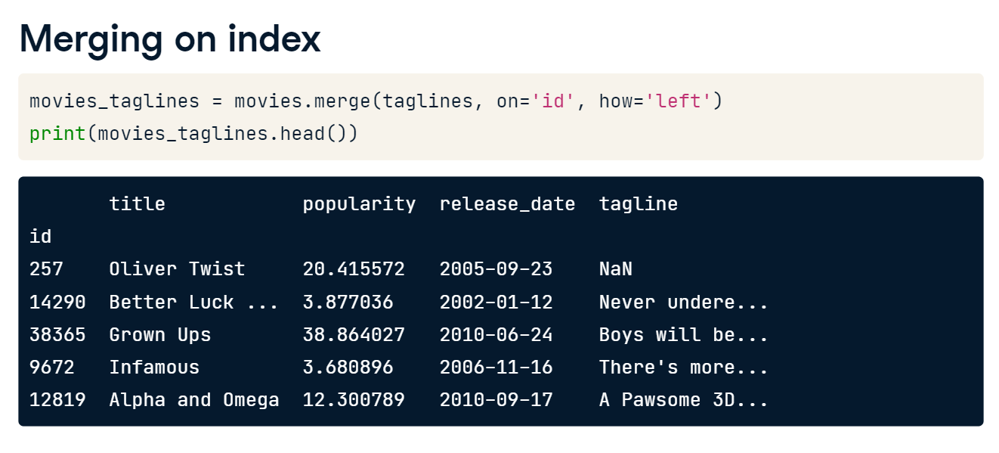 Merging on index
movies_taglines = movies.merge(taglines, on='id', how='left')
print(movies_taglines.head())
title popularity release_date tagline
id
257 Oliver Twist 20.415572 2005-09-23 NaN
14290 Better Luck ... 3.877036 2002-01-12 Never undere...
38365 Grown Ups 38.864027 2010-06-24 Boys will be...
9672 Infamous 3.680896 2006-11-16 There's more...
12819 Alpha and Omega 12.300789 2010-09-17 A Pawsome 3D...